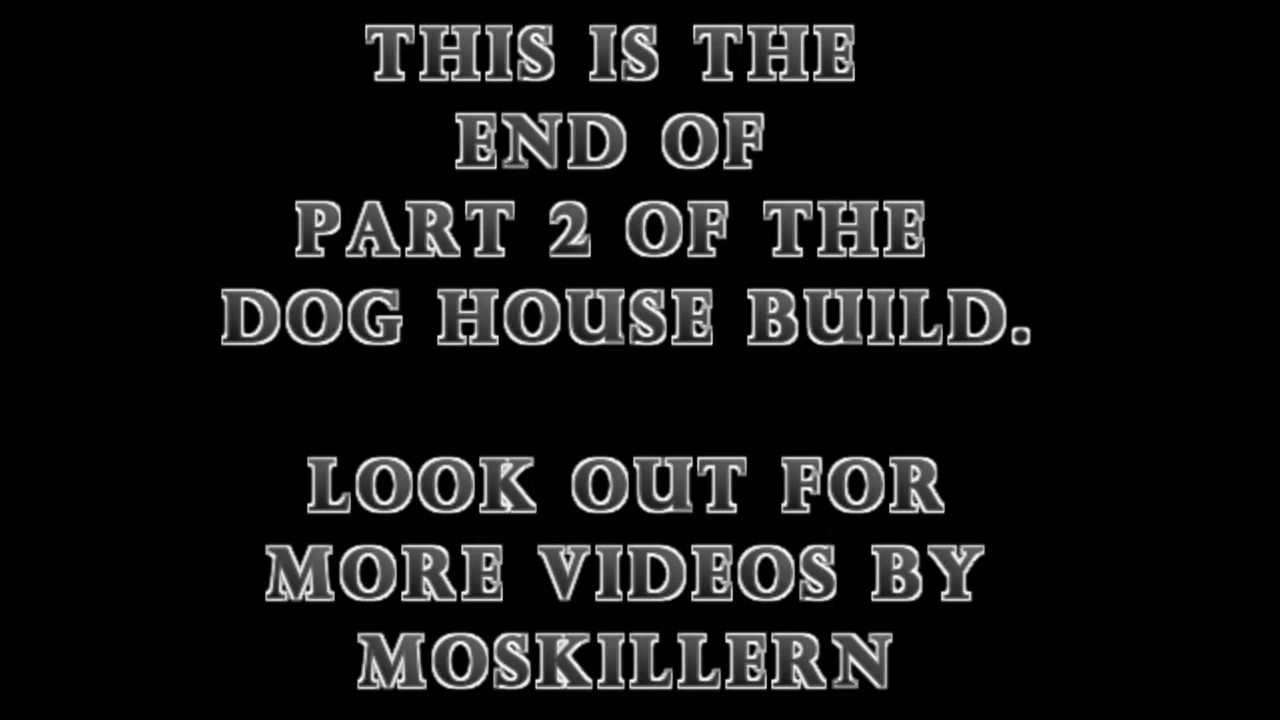 THIS IS THE
END OF
PART 2 OF THE
DOG HOUSE BUILD.
LOOK OUT FOR
MORE VIDEOS BY
MOSKILLERN